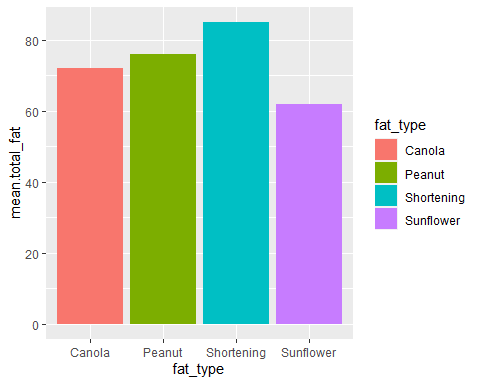 mean.total_fat
80
60
40
20
0
Canola Peanut Shortening Sunflower
fat_type
fat_type
Canola
Peanut
Shortening
Sunflower